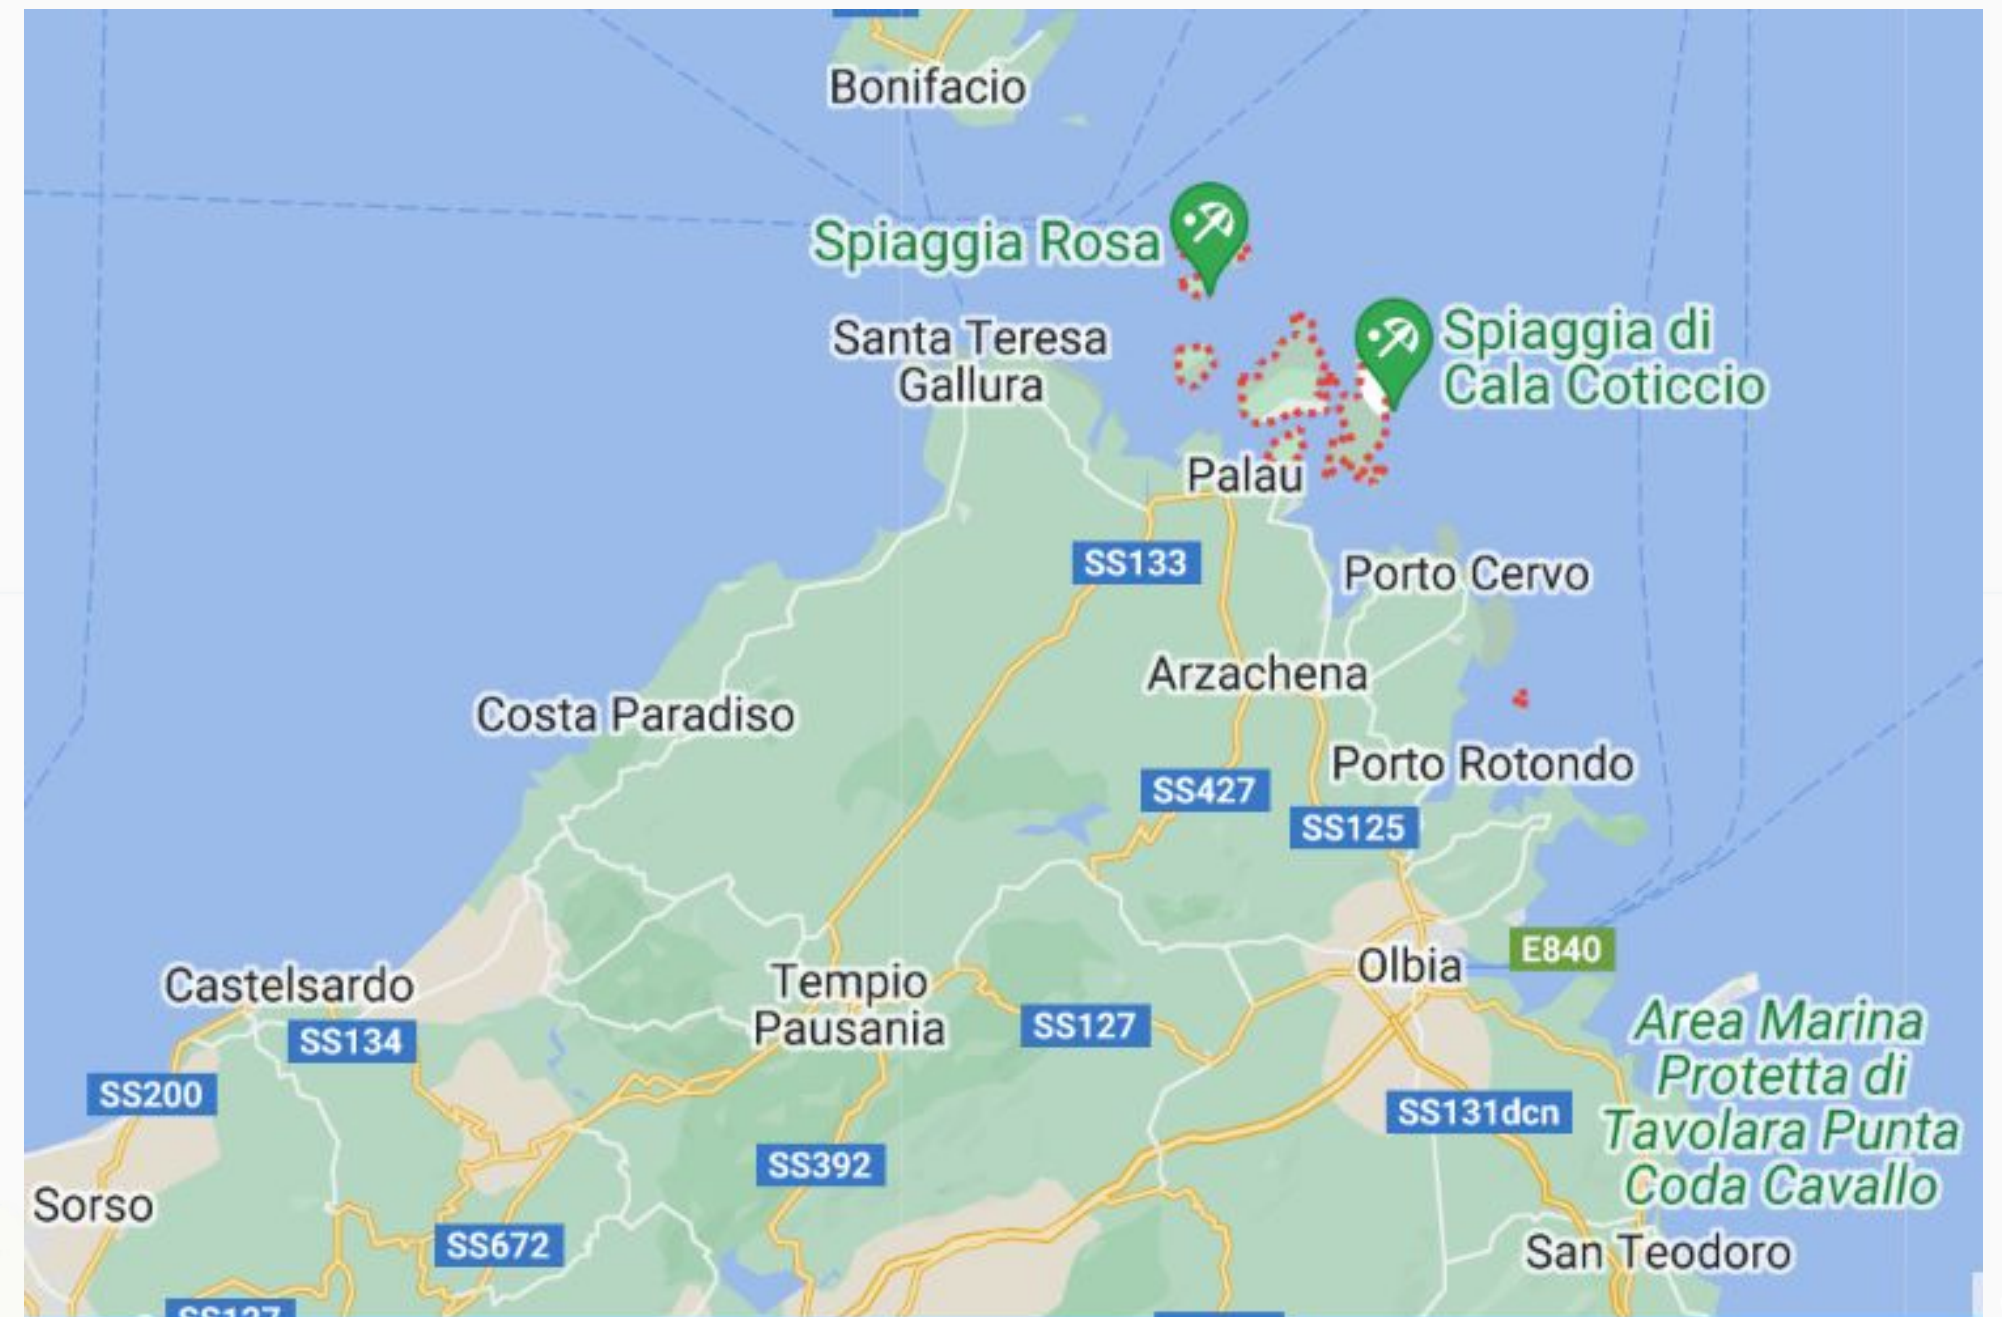 Bonifacio
Spiaggia Rosa
Santa Teresa
Gallura
Spiaggia di
Cala Coticcio
Palau
SS133
Porto Cervo
Arzachena
Costa Paradiso
Porto Rotondo
SS427
SS125
E840
Olbia
Castelsardo
Tempio
Pausania
SS134
SS127
Area Marina
Protetta di
Tavolara Punta
Coda Cavallo
SS200
SS131dcn
SS392
Sorso
SS672
San Teodoro
SS127